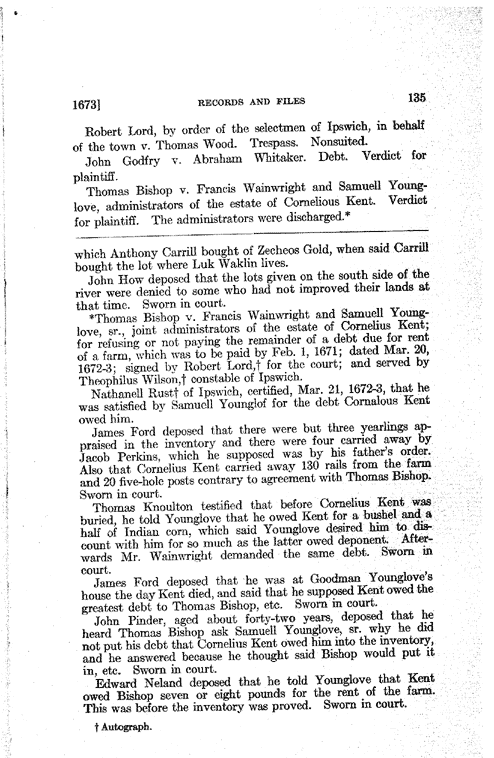 1673] RECORDS AND FILES 135
Robert Lord, by order of the selectmen of Ipswich, in behalf
of the town v. Thomas Wood. Trespass. Nonsuited.
John Godfry v. Abraham Whitaker. Debt. Verdict for
plaintiff.
Thomas Bishop v. Francis Wainwright and Samuell Young-
love, administrators of the estate of Cornelious Kent. Verdict
for plaintiff. The administrators were discharged.*
which Anthony Carrill bought of Zecheos Gold, when said Carrill
bought the lot where Luk Waklin lives.
John How deposed that the lots given on the south side of the
river were denied to some who had not improved their lands at
that time. Sworn in court.
*Thomas Bishop v. Francis Wainwright and Samuell Young-
love, sr., joint administrators of the estate of Cornelius Kent;
for refusing or not paying the remainder of a debt due for rent
of a farm, which was to be paid by Feb. 1, 1671; dated Mar. 20,
1672-3; signed by Robert Lord,† for the court; and served by
Theophilus Wilson,† constable of Ipswich.
Nathanell Rust† of Ipswich, certified, Mar. 21, 1672-3, that he
was satisfied by Samuell Younglof for the debt Cornalous Kent
owed him.
James Ford deposed that there were but three yearlings ap-
praised in the inventory and there were four carried away by
Jacob Perkins, which he supposed was by his father's order.
Also that Cornelius Kent carried away 130 rails from the farm
and 20 five-hole posts contrary to agreement with Thomas Bishop.
Sworn in court.
Thomas Knoulton testified that before Cornelius Kent was
buried, he told Younglove that he owed Kent for a bushel and a
half of Indian corn, which said Younglove desired him to dis-
count with him for so much as the latter owed deponent. After-
wards Mr. Wainwright demanded the same debt. Sworn in
court.
James Ford deposed that he was at Goodman Younglove's
house the day Kent died, and said that he supposed Kent owed the
greatest debt to Thomas Bishop, etc. Sworn in court.
John Pinder, aged about forty-two years, deposed that he
heard Thomas Bishop ask Samuell Younglove, sr. why he did
not put his debt that Cornelius Kent owed him into the inventory,
and he answered because he thought said Bishop would put it
in, etc. Sworn in court.
Edward Neland deposed that he told Younglove that Kent
owed Bishop seven or eight pounds for the rent of the farm.
This was before the inventory was proved. Sworn in court.
† Autograph.